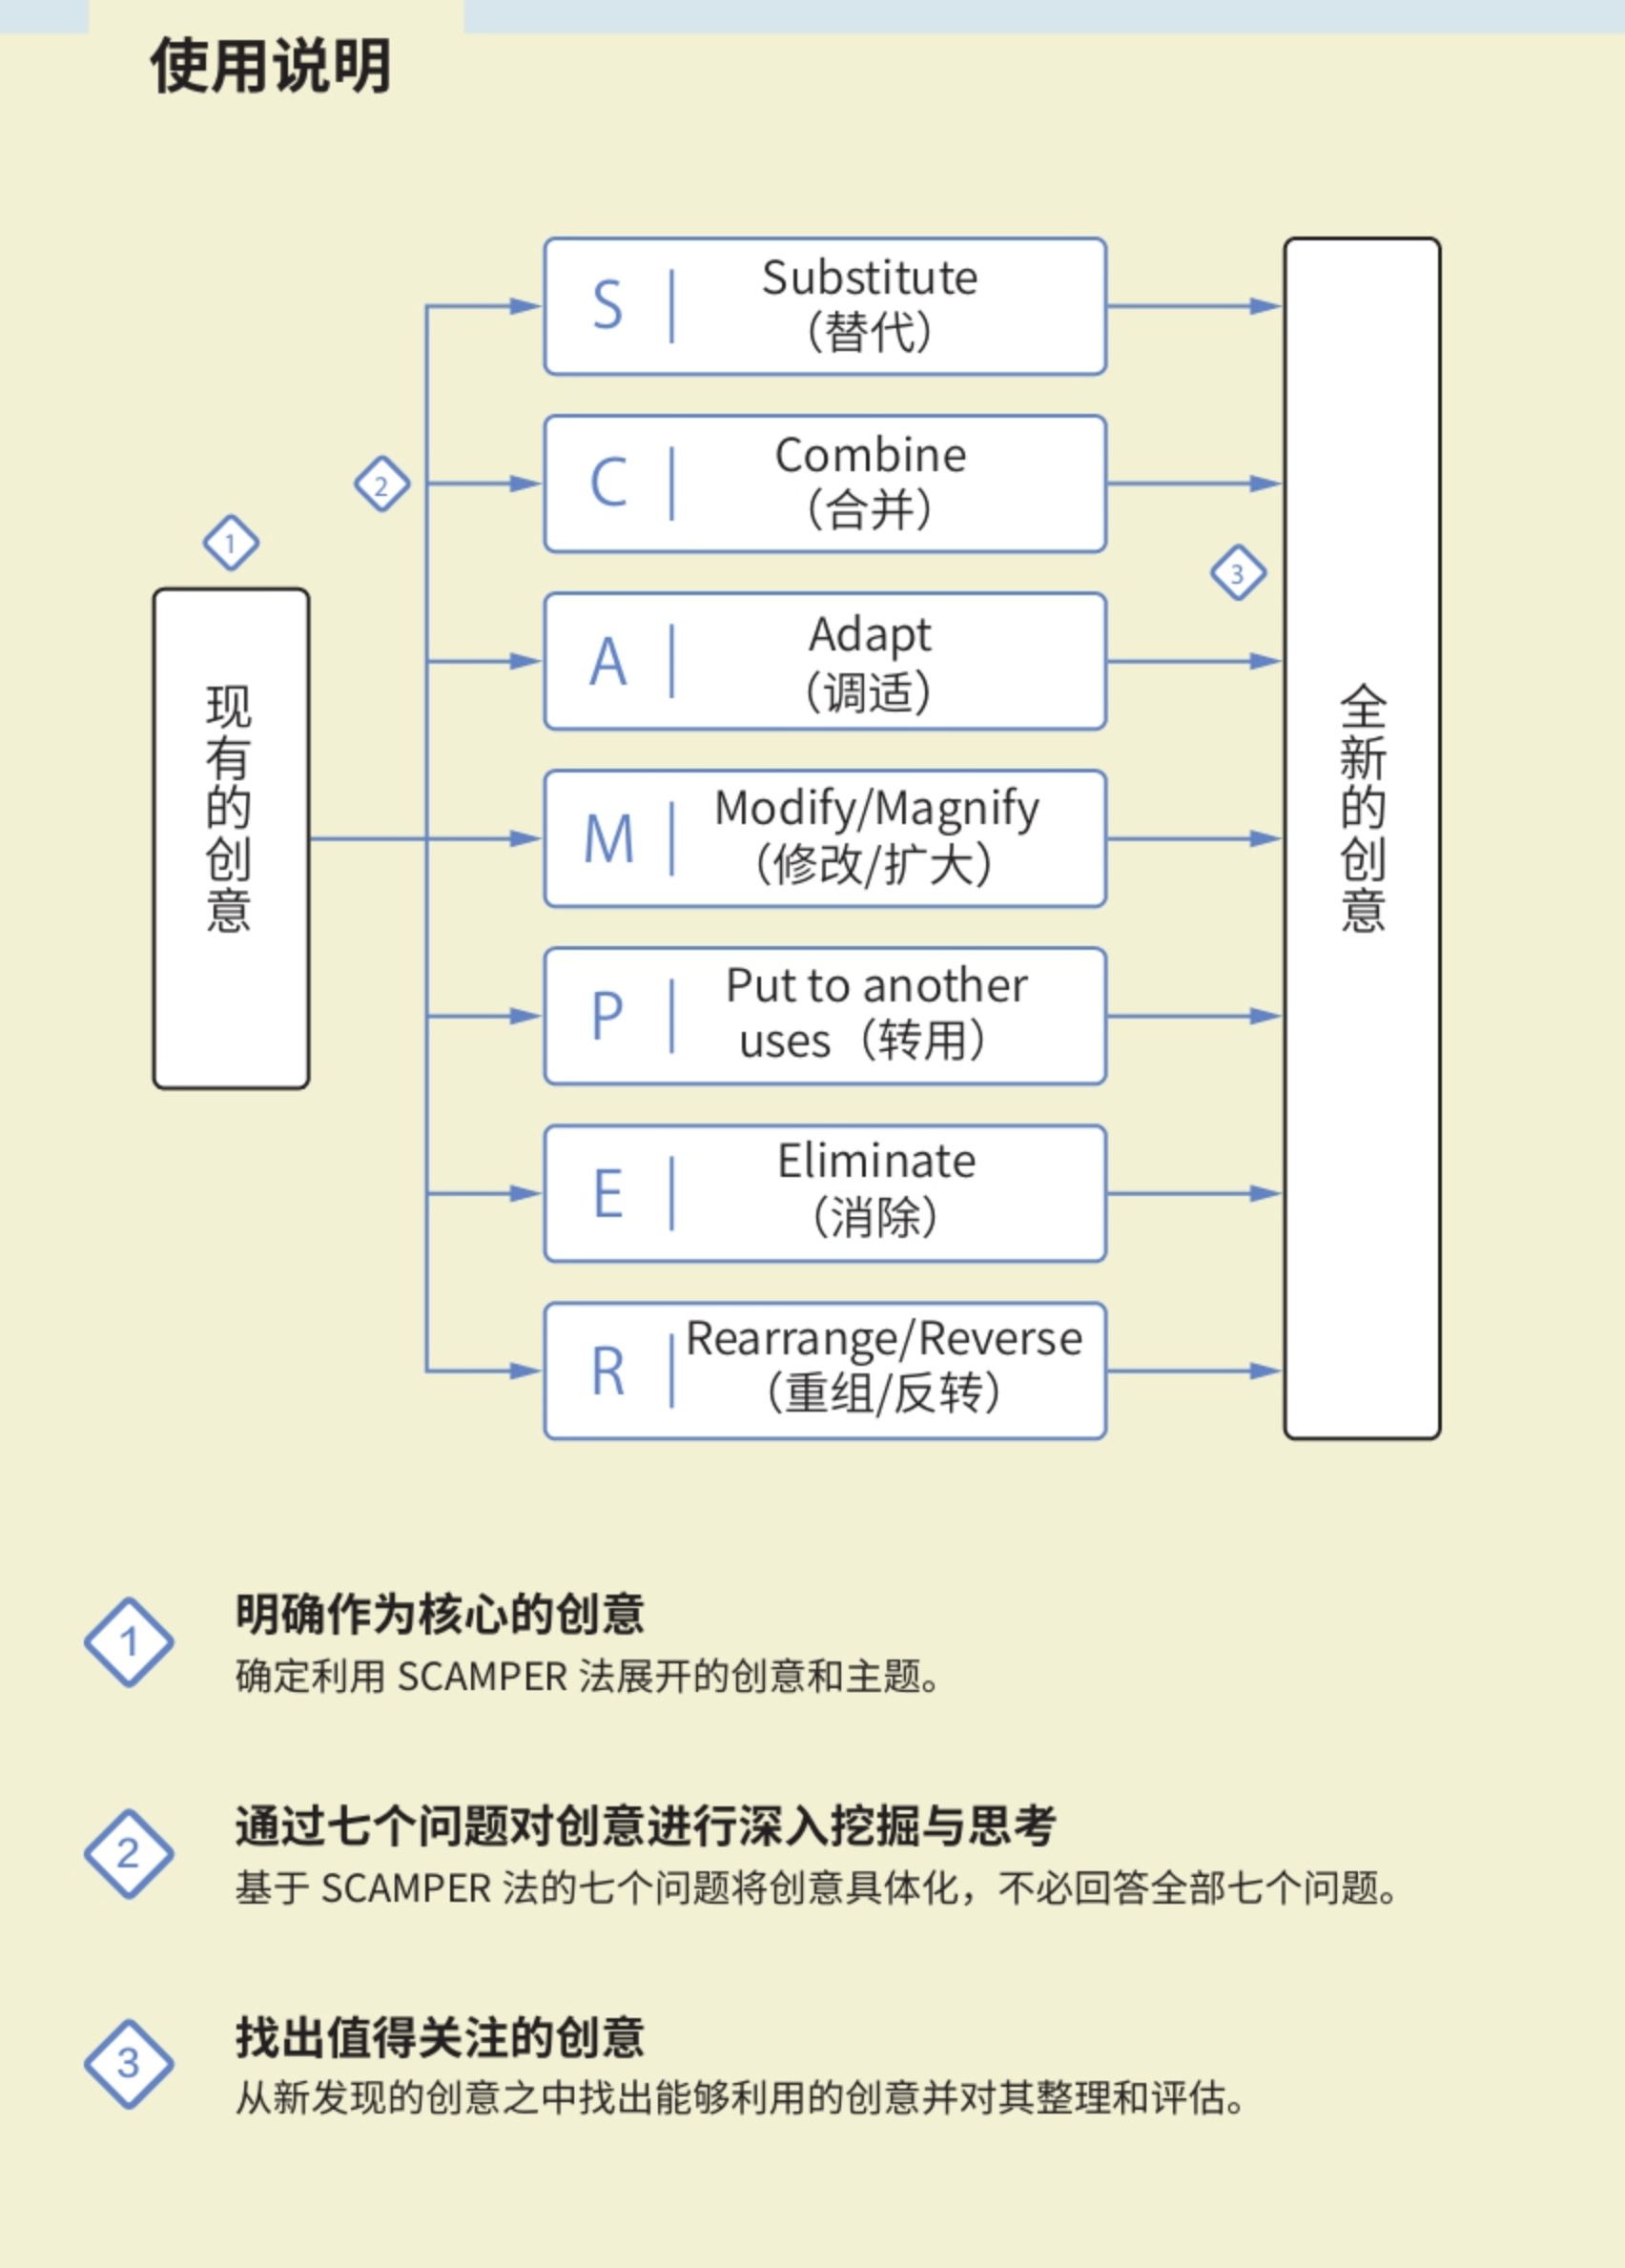 使用说明
S
Substitute
（替代）
C
Combine
（合并）
2
1
3
A
Adapt
（调适）
现有的创意
全新的创意
M
Modify/Magnify
（修改/扩大）
P
Put to another
uses（转用）
E
Eliminate
（消除）
R
Rearrange/Reverse
（重组/反转）
1
明确作为核心的创意
确定利用 SCAMPER 法展开的创意和主题。
2
通过七个问题对创意进行深入挖掘与思考
基于 SCAMPER 法的七个问题将创意具体化，不必回答全部七个问题。
3
找出值得关注的创意
从新发现的创意之中找出能够利用的创意并对其整理和评估。